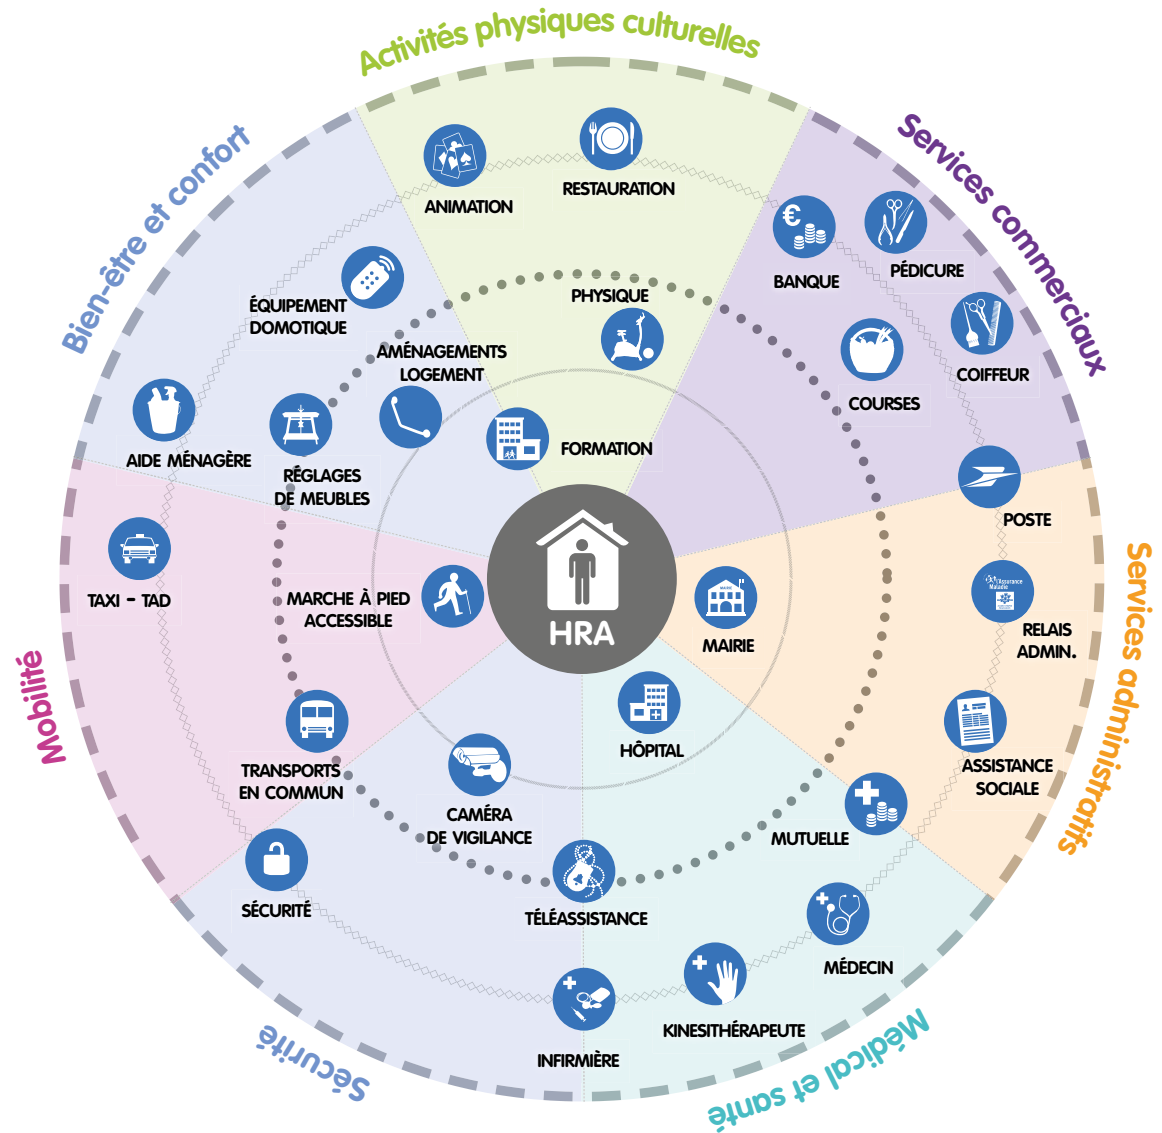 Activités physiques culturelles
Services commerciaux
Bien-être et confort
ANIMATION
RESTAURATION
BANQUE
PÉDICURE
COIFFEUR
COURSES
POSTE
ÉQUIPEMENT
DOMOTIQUE
AMÉNAGEMENTS
LOGEMENT
PHYSIQUE
FORMATION
AIDE MÉNAGÈRE
RÉGLAGES
DE MEUBLES
TAXI - TAD
MARCHE À PIED
ACCESSIBLE
HRA
MAIRIE
MAIRIE
l'Assurance
Maladie
RELAIS
ADMIN.
Services administratifs
Mobilité
TRANSPORTS
EN COMMUN
HÔPITAL
ASSISTANCE
SOCIALE
CAMÉRA
DE VIGILANCE
MUTUELLE
SÉCURITÉ
TÉLÉASSISTANCE
MÉDECIN
KINESITHÉRAPEUTE
INFIRMIÈRE
Sécurité
Médical et santé